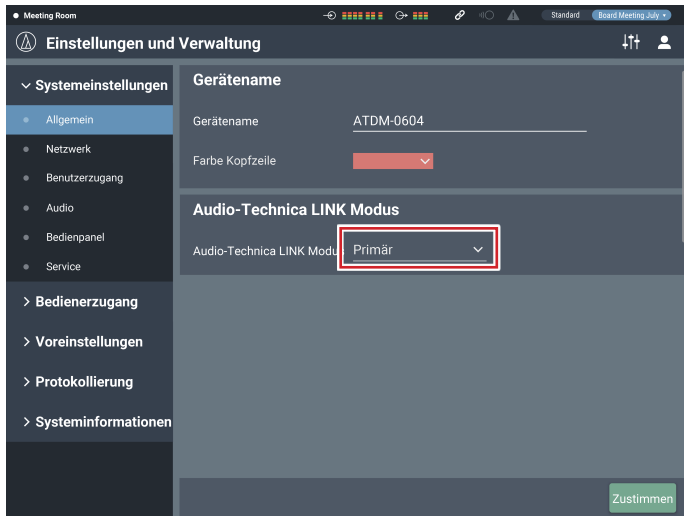 Meeting Room
Standard
Board Meeting July
Einstellungen und Verwaltung
Systemeinstellungen
Allgemein
Netzwerk
Benutzerzugang
Audio
Bedienpanel
Service
Bedienerzugang
Voreinstellungen
Protokollierung
Systeminformationen
Gerätename
Gerätename ATDM-0604
Farbe Kopfzeile
Audio-Technica LINK Modus
Audio-Technica LINK Modu Primär
Zustimmen